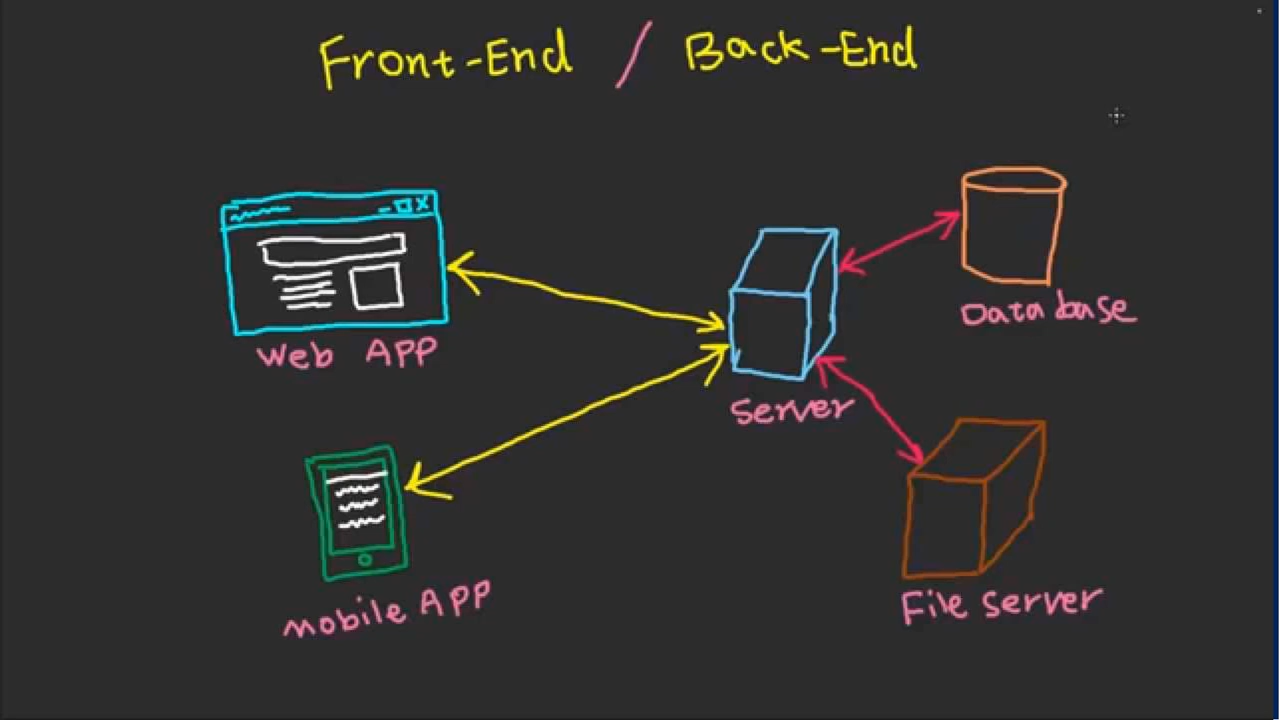 Front-End / Back-End
Web APP
Server
Database
mobile APP
File server